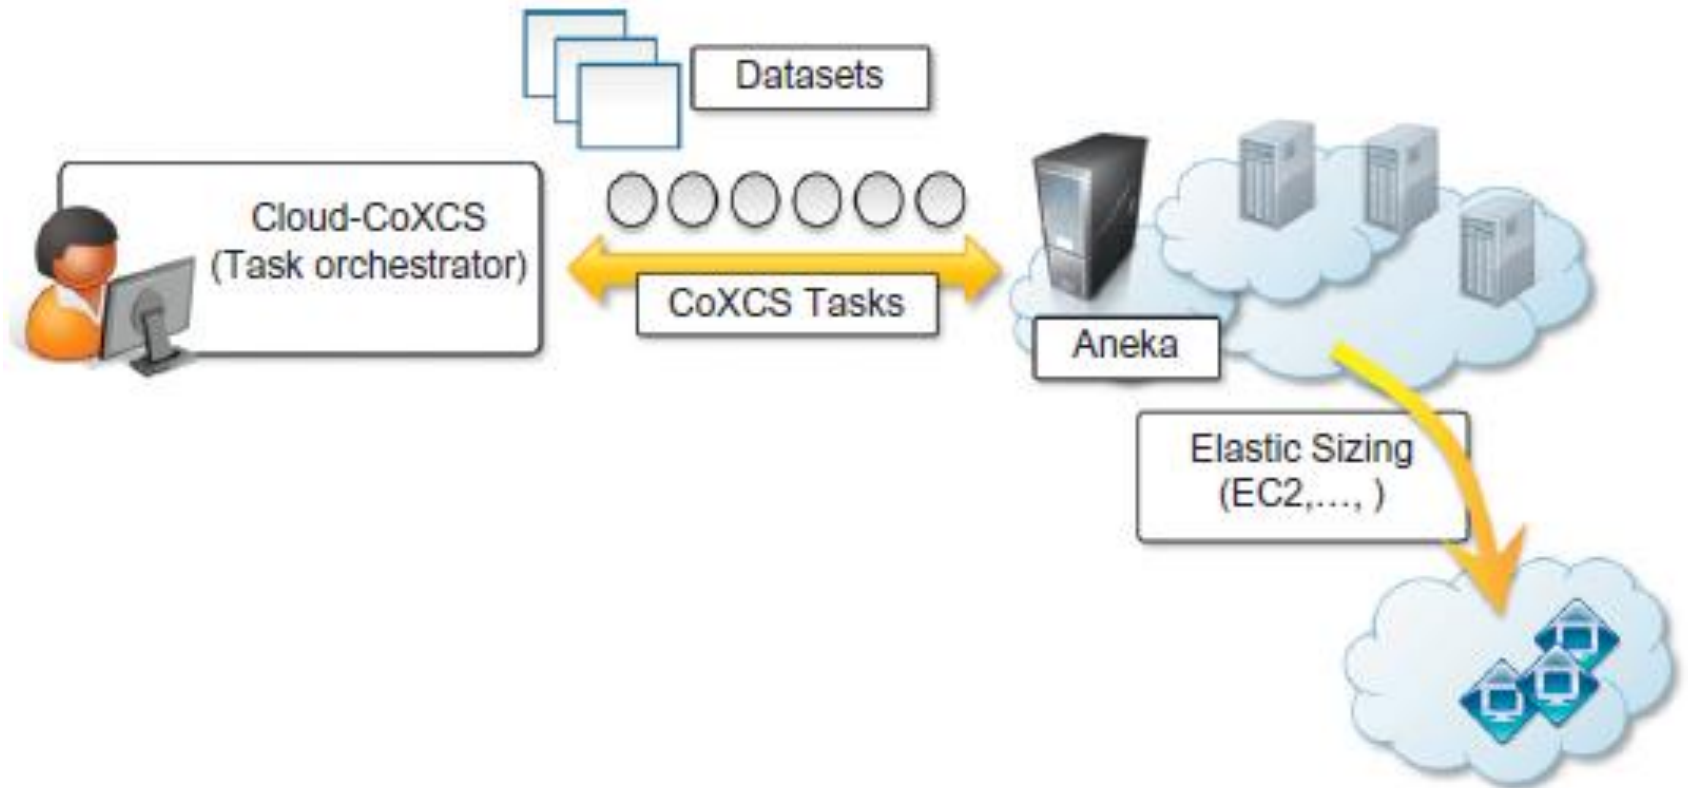 Datasets
Cloud-CoXCS
(Task orchestrator)
CoXCS Tasks
Aneka
Elastic Sizing
(EC2,..., )